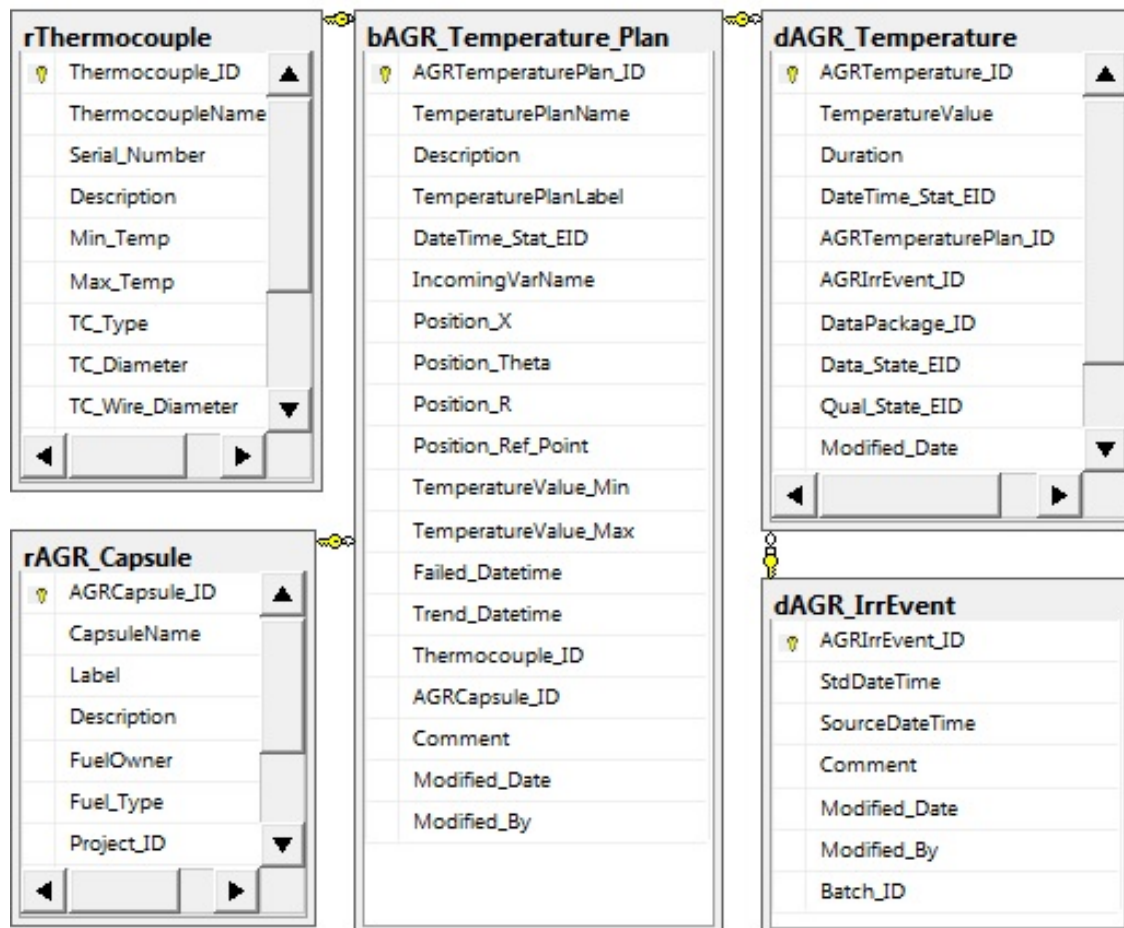 rThermocouple
Thermocouple_ID
ThermocoupleName
Serial_Number
Description
Min_Temp
Max_Temp
TC_Type
TC_Diameter
TC_Wire_Diameter
rAGR_Capsule
AGRCapsule_ID
CapsuleName
Label
Description
FuelOwner
Fuel_Type
Project_ID
bAGR_Temperature_Plan
AGRTemperaturePlan_ID
TemperaturePlanName
Description
TemperaturePlanLabel
DateTime_Stat_EID
IncomingVarName
Position_X
Position_Theta
Position_R
Position_Ref_Point
TemperatureValue_Min
TemperatureValue_Max
Failed_Datetime
Trend_Datetime
Thermocouple_ID
AGRCapsule_ID
Comment
Modified_Date
Modified_By
dAGR_Temperature
AGRTemperature_ID
TemperatureValue
Duration
DateTime_Stat_EID
AGRTemperaturePlan_ID
AGRIrrEvent_ID
DataPackage_ID
Data_State_EID
Qual_State_EID
Modified_Date
dAGR_IrrEvent
AGRIrrEvent_ID
StdDateTime
SourceDateTime
Comment
Modified_Date
Modified_By
Batch_ID